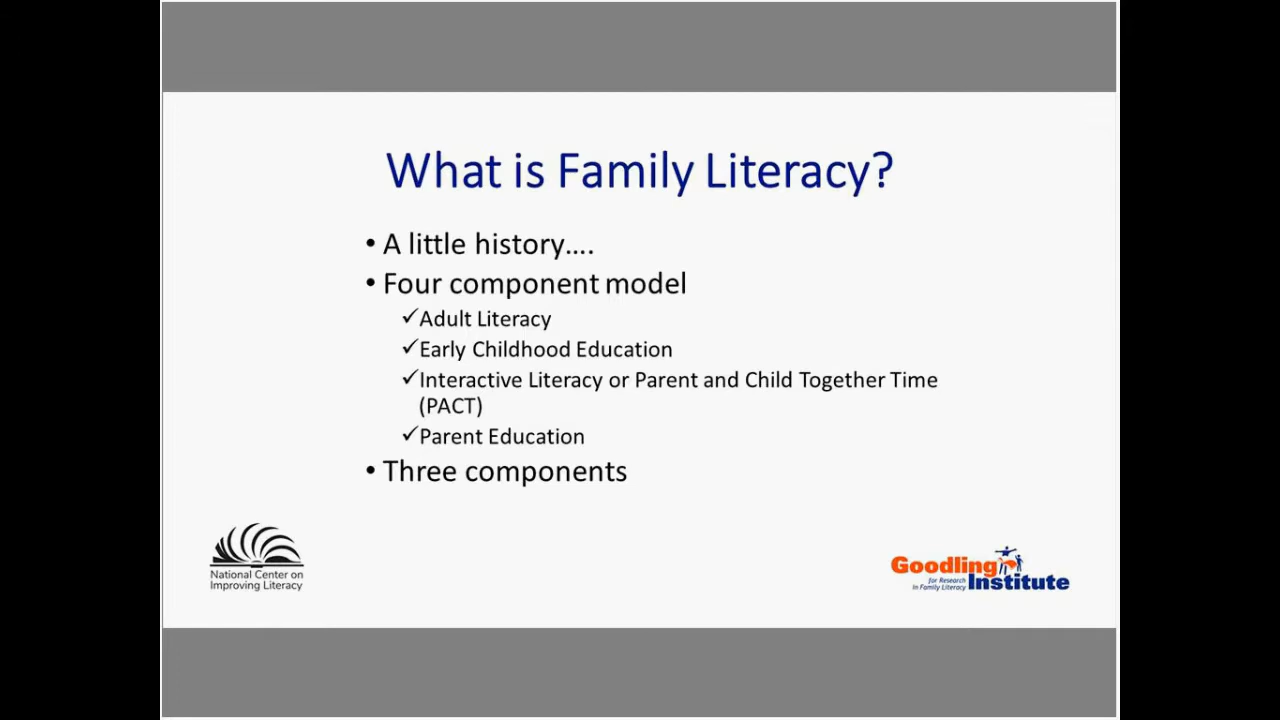 What is Family Literacy?
• A little history....
• Four component model
✓Adult Literacy
✓Early Childhood Education
✓Interactive Literacy or Parent and Child Together Time
(PACT)
✓Parent Education
• Three components
National Center on
Improving Literacy
Goodling
for Research
in Family Literacy Institute